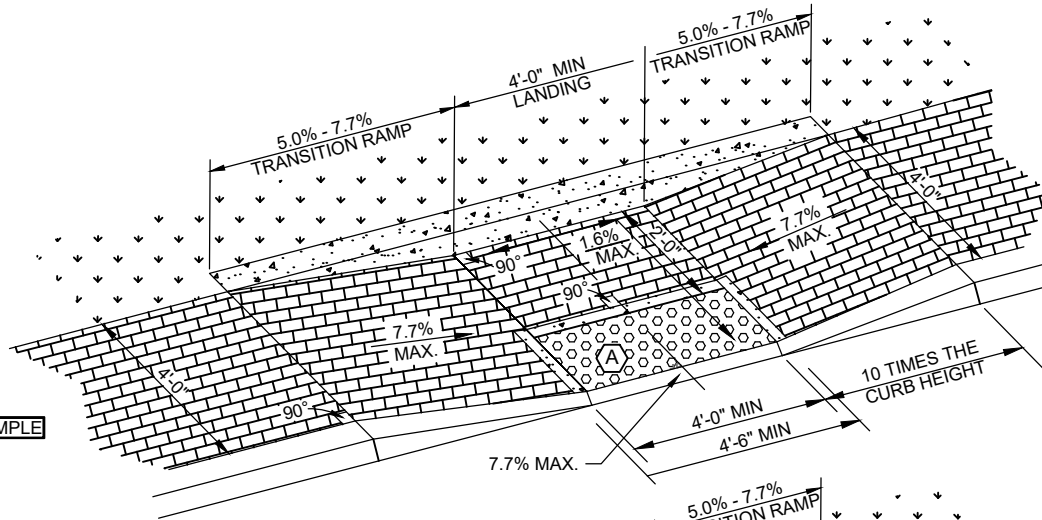 5.0% - 7.7%
TRANSITION RAMP
4'-0" MIN
LANDING
5.0% - 7.7%
TRANSITION RAMP
4'-0"
7.7%
MAX.
1.6%
MAX.
2'-0"
90°
90°
7.7%
MAX.
A
4'-0"
90°
10 TIMES THE
CURB HEIGHT
4'-0" MIN
4'-6" MIN
7.7% MAX.
5.0% - 7.7%
RAMP